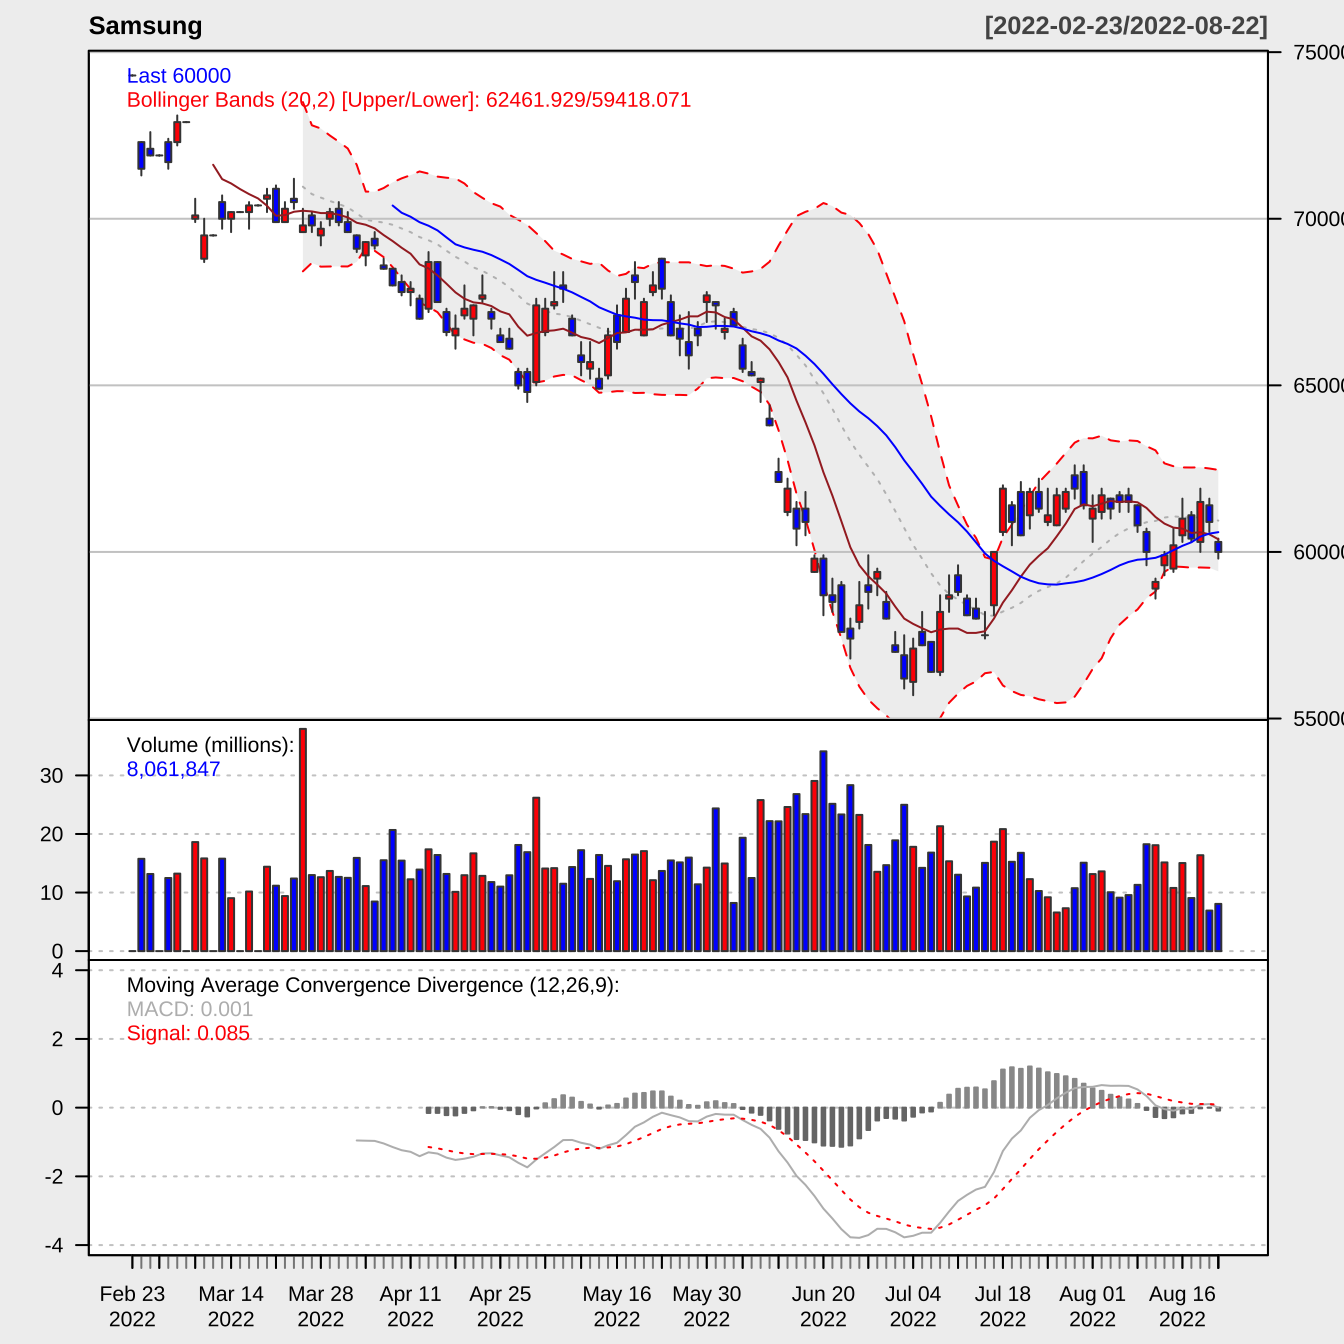 Samsung [2022-02-23/2022-08-22]
Last 60000
Bollinger Bands (20,2) [Upper/Lower]: 62461.929/59418.071
75000
70000
65000
60000
55000
Volume (millions):
8,061,847
30
20
10
0
Moving Average Convergence Divergence (12,26,9):
MACD: 0.001
Signal: 0.085
4
2
0
-2
-4
Feb 23 Mar 14 Mar 28 Apr 11 Apr 25 May 16 May 30 Jun 20 Jul 04 Jul 18 Aug 01 Aug 16
2022 2022 2022 2022 2022 2022 2022 2022 2022 2022 2022 2022